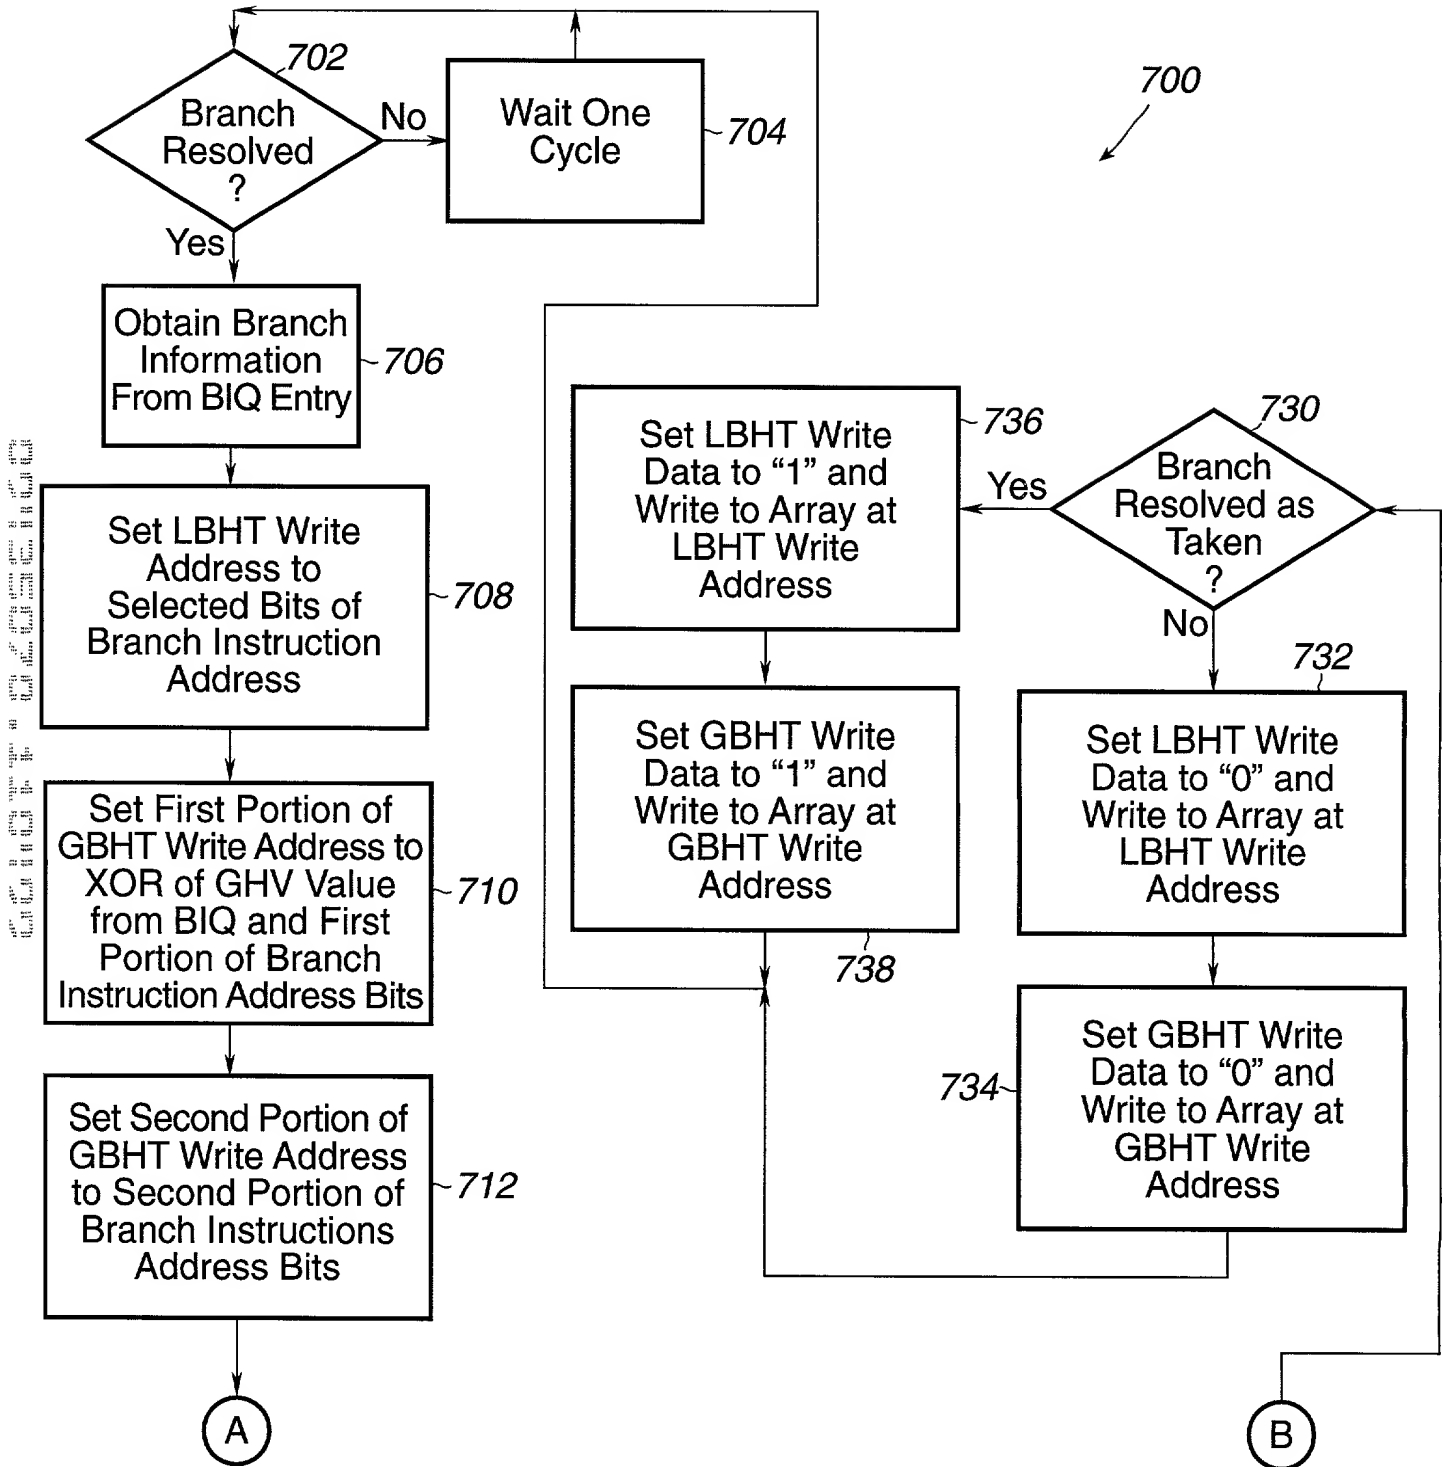 702
Branch
Resolved
?
No
Yes
Wait One
Cycle
704
700
Obtain Branch
Information
From BIQ Entry
706
Set LBHT Write
Address to
Selected Bits of
Branch Instruction
Address
708
Set First Portion of
GBHT Write Address to
XOR of GHV Value
from BIQ and First
Portion of Branch
Instruction Address Bits
710
Set Second Portion of
GBHT Write Address
to Second Portion of
Branch Instructions
Address Bits
712
A
Set LBHT Write
Data to “1” and
Write to Array at
LBHT Write
Address
736
Yes
730
Branch
Resolved as
Taken
?
No
Set GBHT Write
Data to “1” and
Write to Array at
GBHT Write
Address
738
732
Set LBHT Write
Data to “0” and
Write to Array at
LBHT Write
Address
Set GBHT Write
Data to “0” and
Write to Array at
GBHT Write
Address
734
B